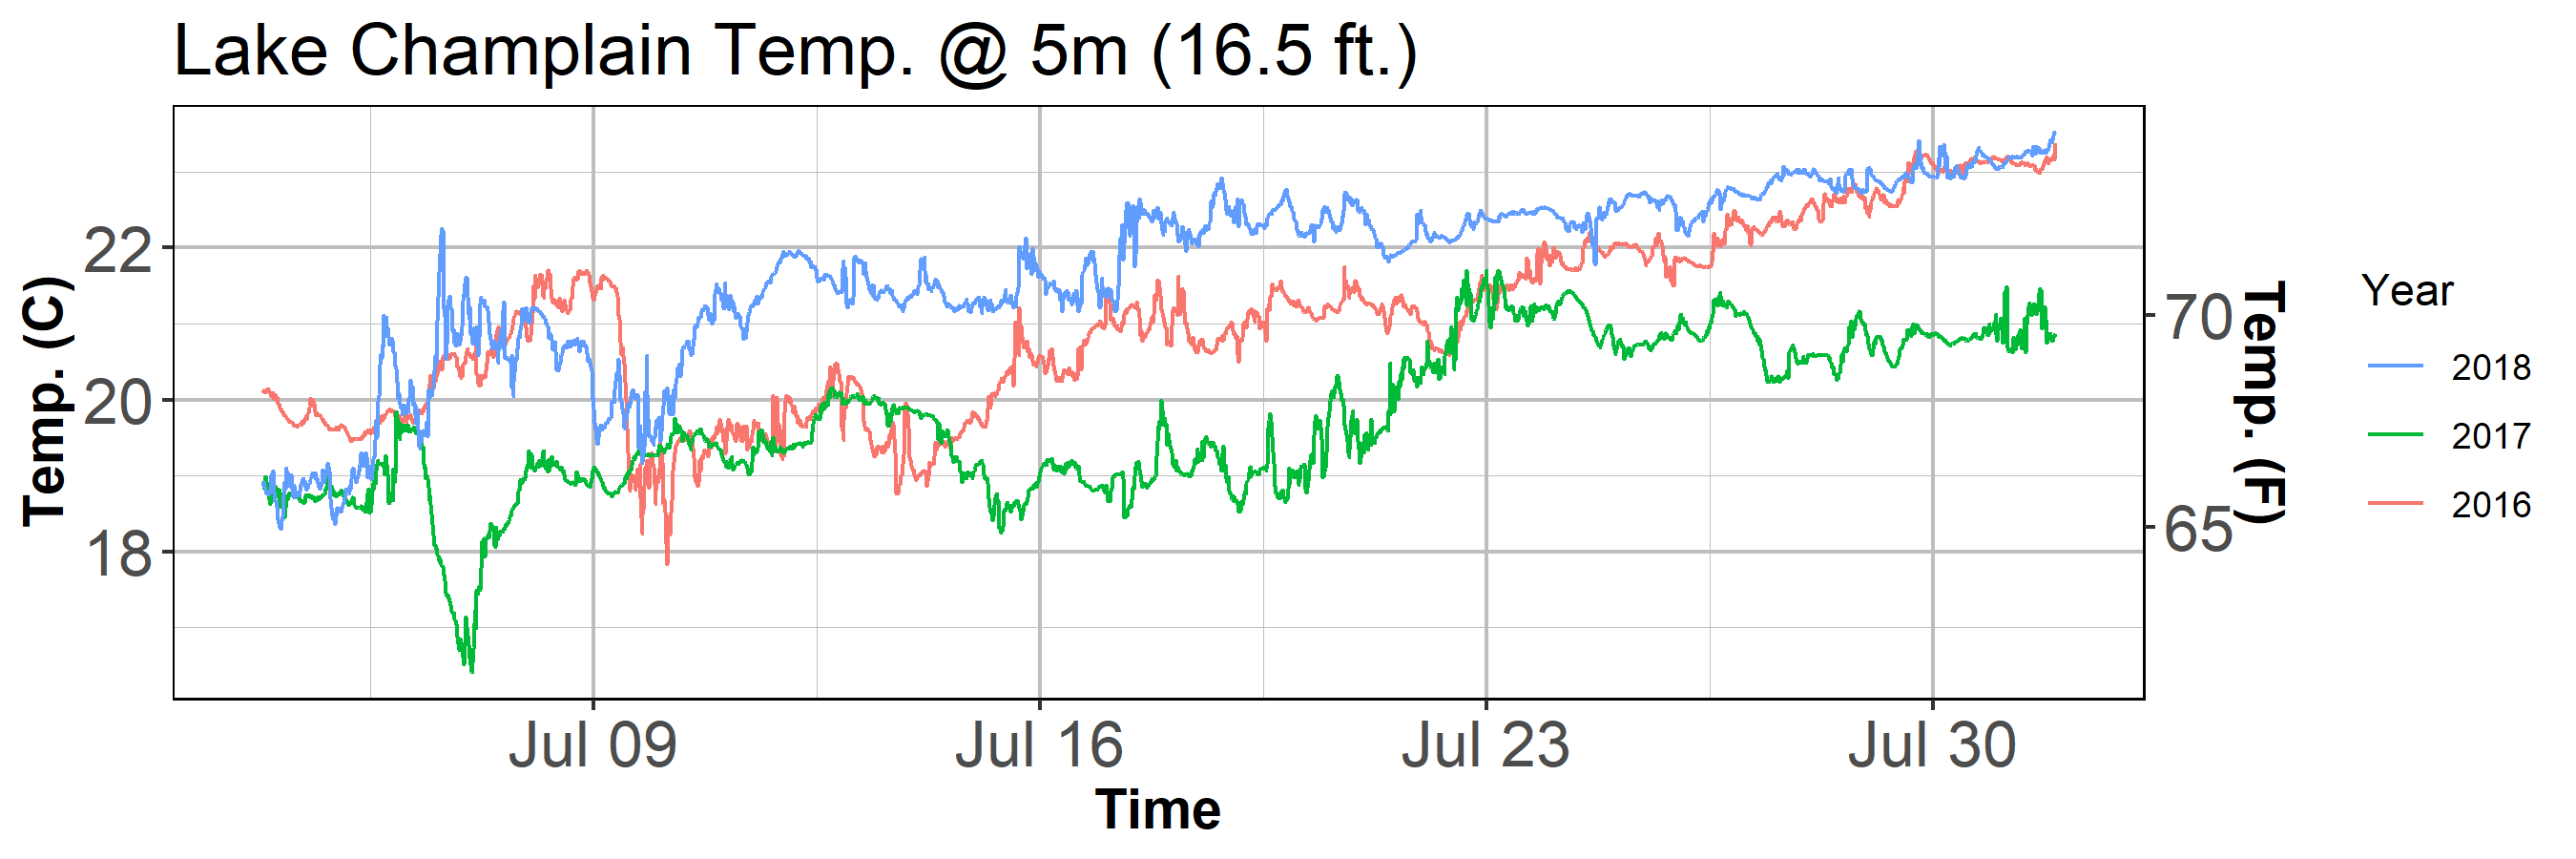 Lake Champlain Temp. @ 5m (16.5 ft.)
Temp. (C)
22
20
18
70
65
Temp. (F)
Jul 09
Jul 16
Jul 23
Jul 30
Time
Year
2018
2017
2016